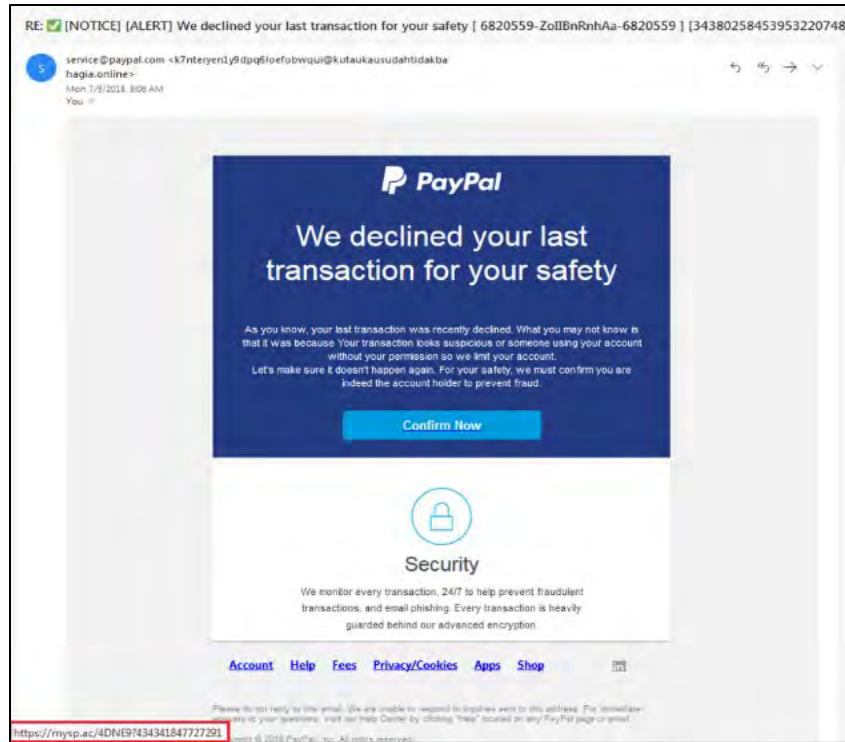 RE: ✅ [NOTICE] [ALERT] We declined your last transaction for your safety [ 6820559-ZoIIBnRnhAa-6820559 ] [34380258453953220748
S
service@paypal.com
hagia.online>
Mon 7/9/2018, 8:08 AM
You
PayPal
We declined your last
transaction for your safety
As you know, your last transaction was recently declined. What you may not know is
that it was because Your transaction looks suspicious or someone using your account
without your permission so we limit your account.
Let's make sure it doesn't happen again. For your safety, we must confirm you are
indeed the account holder to prevent fraud.
Confirm Now
Security
We monitor every transaction, 24/7 to help prevent fraudulent
transactions, and email phishing. Every transaction is heavily
guarded behind our advanced encryption.
Account Help Fees Privacy/Cookies Apps Shop
Please do not reply to this email. We are unable to respond to inquiries sent to this address. For immediate
answers to your questions, visit our Help Center by clicking "Help" located on any PayPal page or email.
https://mysp.ac/4DNE9?434341847727291
Copyright © 2018 PayPal, Inc. All rights reserved.